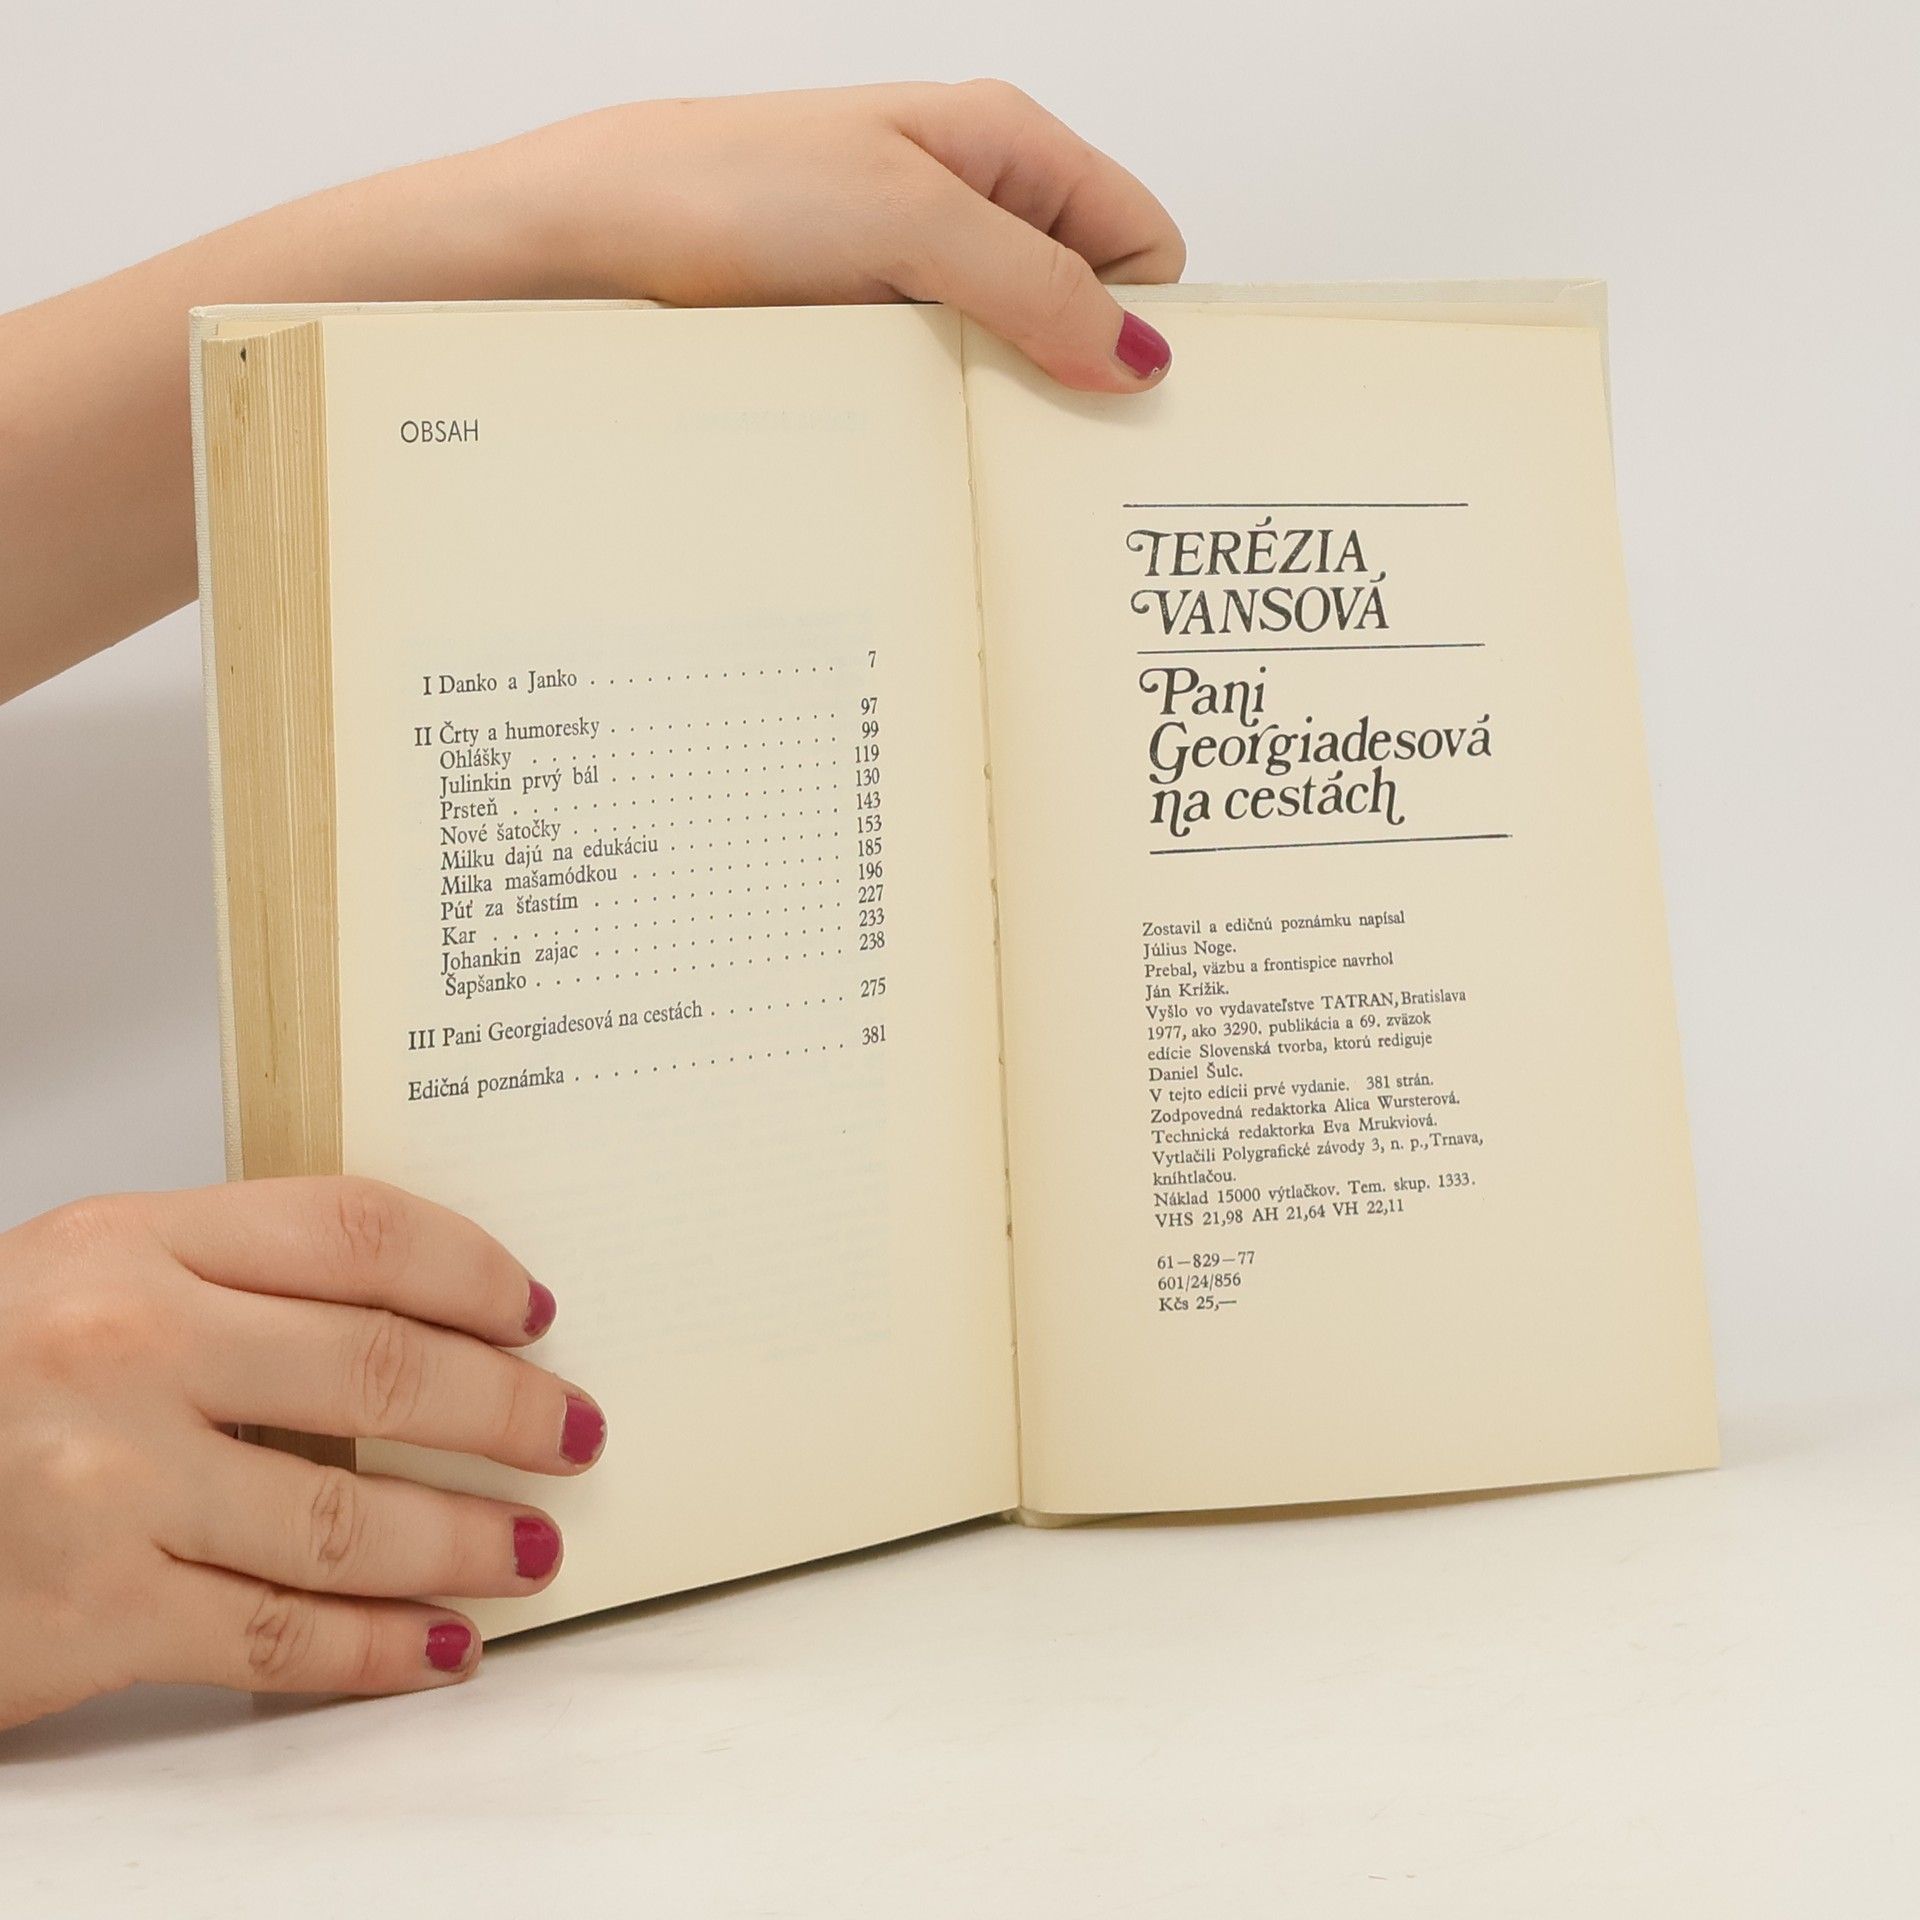 OBSAH
I Danko a Janko . . . . . . . . . . . . . 7
II Črty a humoresky . . . . . . . . . . . . 97
Ohlášky . . . . . . . . . . . . . . . 99
Julinkin prvý bál . . . . . . . . . . . . 119
Prsteň . . . . . . . . . . . . . . . . 130
Nové šatočky . . . . . . . . . . . . . 143
Milku dajú na edukáciu . . . . . . . . . 153
Milka mašamódkou . . . . . . . . . . . 185
Púť za šťastím . . . . . . . . . . . . . 196
Kar . . . . . . . . . . . . . . . . . 227
Johankin zajac . . . . . . . . . . . . . 233
Šapšanko . . . . . . . . . . . . . . . 238
III Pani Georgiadesová na cestách . . . . . . . 275
Edičná poznámka . . . . . . . . . . . . . 381
TERÉZIA
VANSOVÁ
Pani
Georgiadesová
na cestách
Zostavil a edičnú poznámku napísal
Július Noge.
Prebal, väzbu a frontispice navrhol
Ján Krížik.
Vyšlo vo vydavateľstve TATRAN, Bratislava
1977, ako 3290. publikácia a 69. zväzok
edície Slovenská tvorba, ktorú rediguje
Daniel Šulc.
V tejto edícii prvé vydanie. 381 strán.
Zodpovedná redaktorka Alica Wursterová.
Technická redaktorka Eva Mrukviová.
Vytlačili Polygrafické závody 3, n. p., Trnava,
kníhtlačou.
Náklad 15000 výtlačkov. Tem. skup. 1333.
VHS 21,98 AH 21,64 VH 22,11
61—829—77
601/24/856
Kčs 25,—